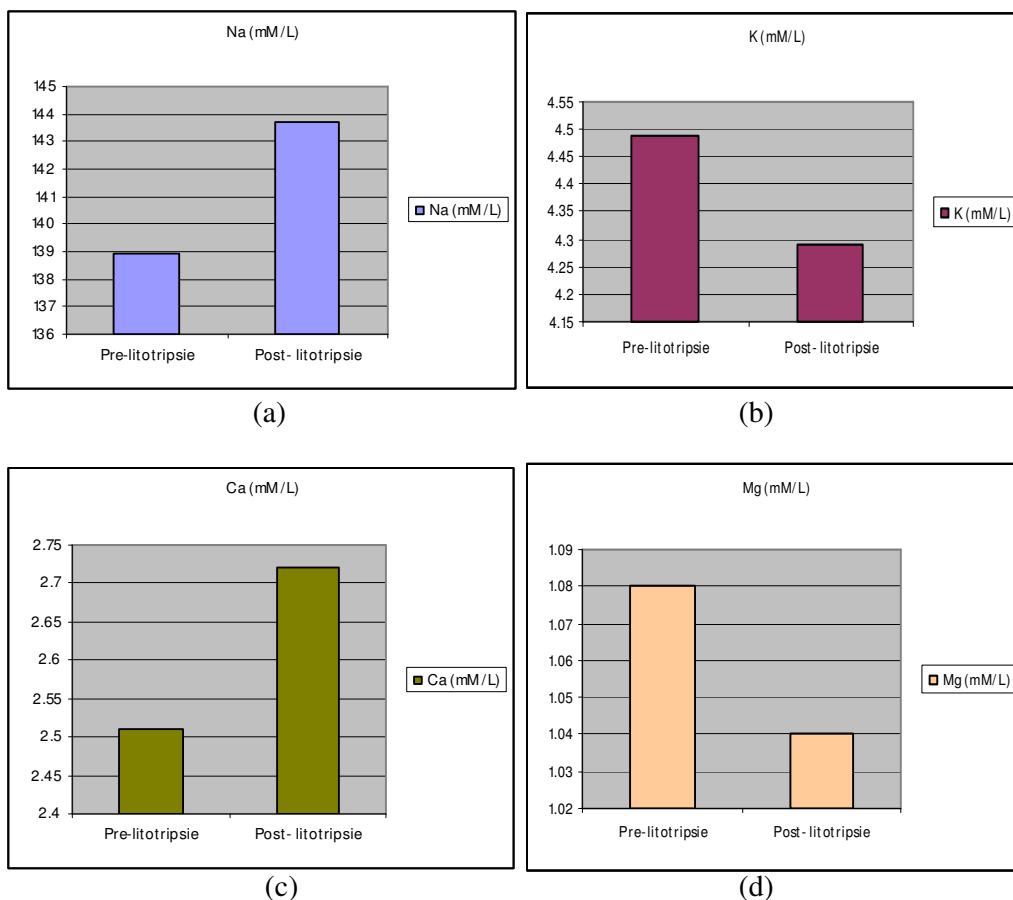 Na (mM/L)
145
144
143
142
141
140
139
138
137
136
Pre-litotripsie Post- litotripsie
Na (mM/L)
(a)
K (mM/L)
4.55
4.5
4.45
4.4
4.35
4.3
4.25
4.2
4.15
Pre-litotripsie Post- litotripsie
K (mM/L)
(b)
Ca (mM/L)
2.75
2.7
2.65
2.6
2.55
2.5
2.45
2.4
Pre-litotripsie Post- litotripsie
Ca (mM/L)
(c)
Mg (mM/L)
1.09
1.08
1.07
1.06
1.05
1.04
1.03
1.02
Pre-litotripsie Post- litotripsie
Mg (mM/L)
(d)